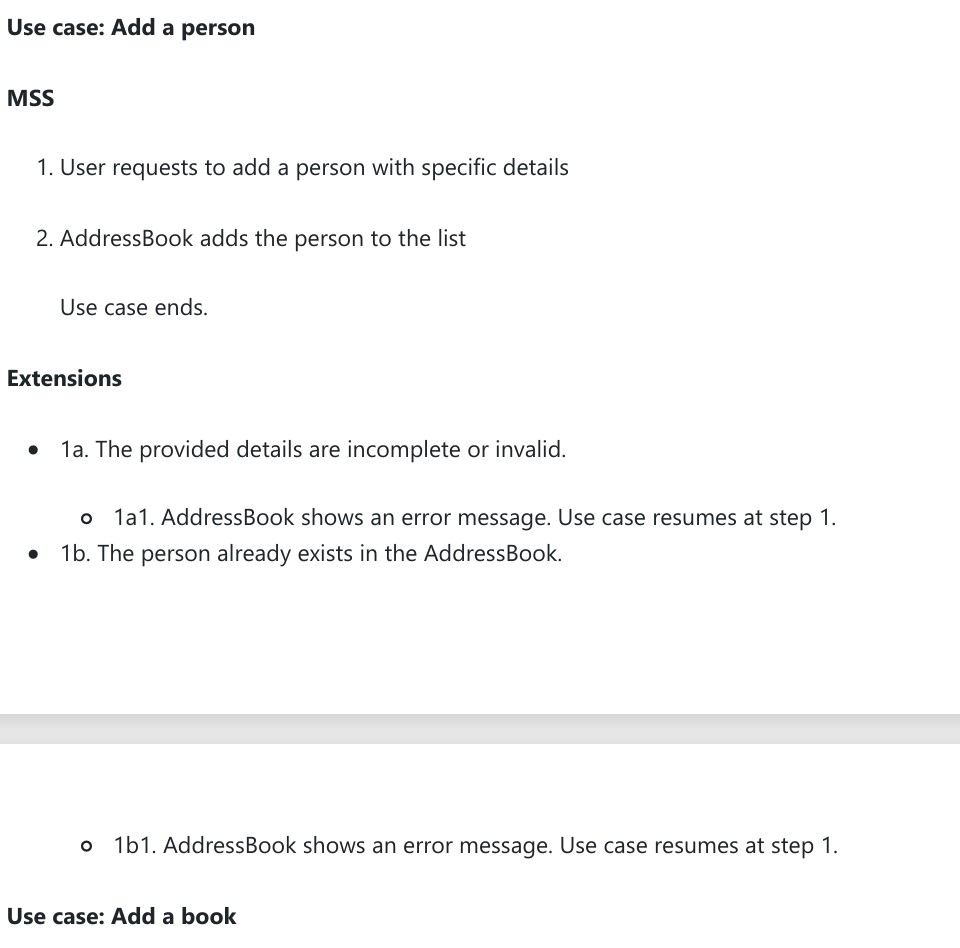 Use case: Add a person
MSS
1. User requests to add a person with specific details
2. AddressBook adds the person to the list
Use case ends.
Extensions
• 1a. The provided details are incomplete or invalid.
o 1a1. AddressBook shows an error message. Use case resumes at step 1.
• 1b. The person already exists in the AddressBook.
o 1b1. AddressBook shows an error message. Use case resumes at step 1.
Use case: Add a book